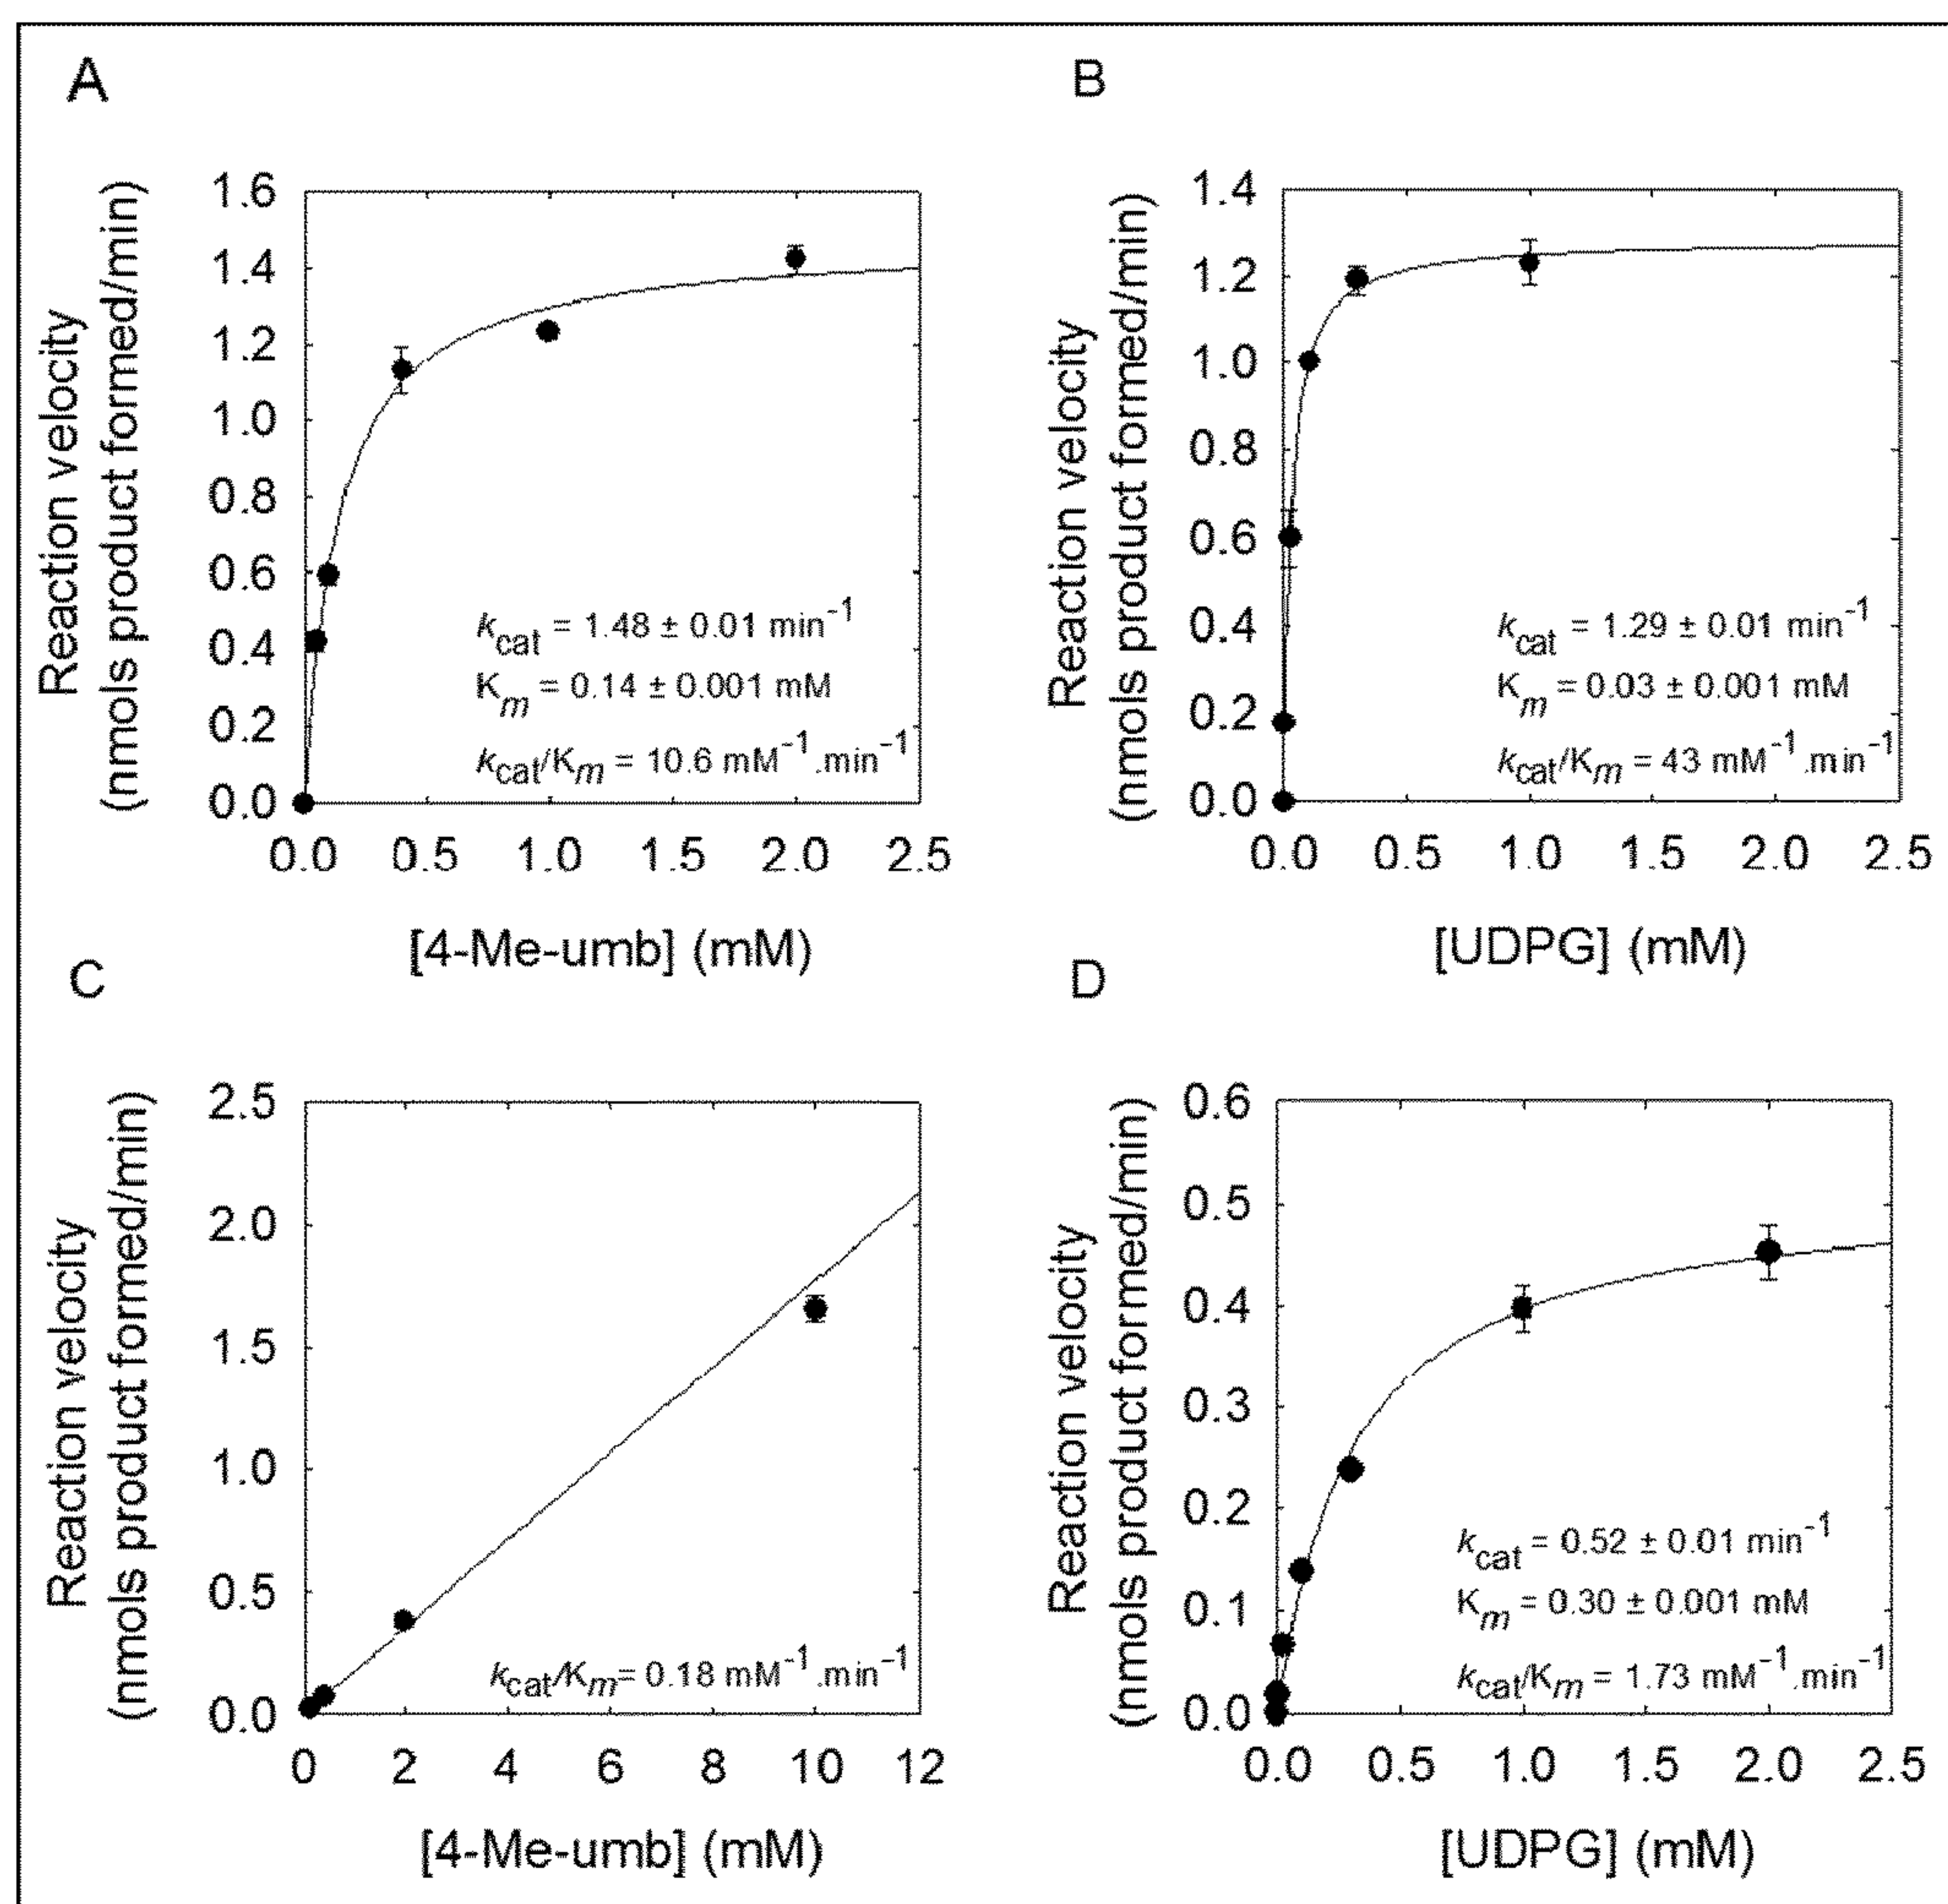 A
Reaction velocity
(nmols product formed/min)
1.6
1.4
1.2
1.0
0.8
0.6
0.4
0.2
0.0
kcat = 1.48 ± 0.01 min⁻¹
Km = 0.14 ± 0.001 mM
kcat/Km = 10.6 mM⁻¹.min⁻¹
0.0 0.5 1.0 1.5 2.0 2.5
[4-Me-umb] (mM)
B
Reaction velocity
(nmols product formed/min)
1.4
1.2
1.0
0.8
0.6
0.4
0.2
0.0
kcat = 1.29 ± 0.01 min⁻¹
Km = 0.03 ± 0.001 mM
kcat/Km = 43 mM⁻¹.min⁻¹
0.0 0.5 1.0 1.5 2.0 2.5
[UDPG] (mM)
C
Reaction velocity
(nmols product formed/min)
2.5
2.0
1.5
1.0
0.5
0.0
kcat/Km= 0.18 mM⁻¹.min⁻¹
0 2 4 6 8 10 12
[4-Me-umb] (mM)
D
Reaction velocity
(nmols product formed/min)
0.6
0.5
0.4
0.3
0.2
0.1
0.0
kcat = 0.52 ± 0.01 min⁻¹
Km = 0.30 ± 0.001 mM
kcat/Km = 1.73 mM⁻¹.min⁻¹
0.0 0.5 1.0 1.5 2.0 2.5
[UDPG] (mM)